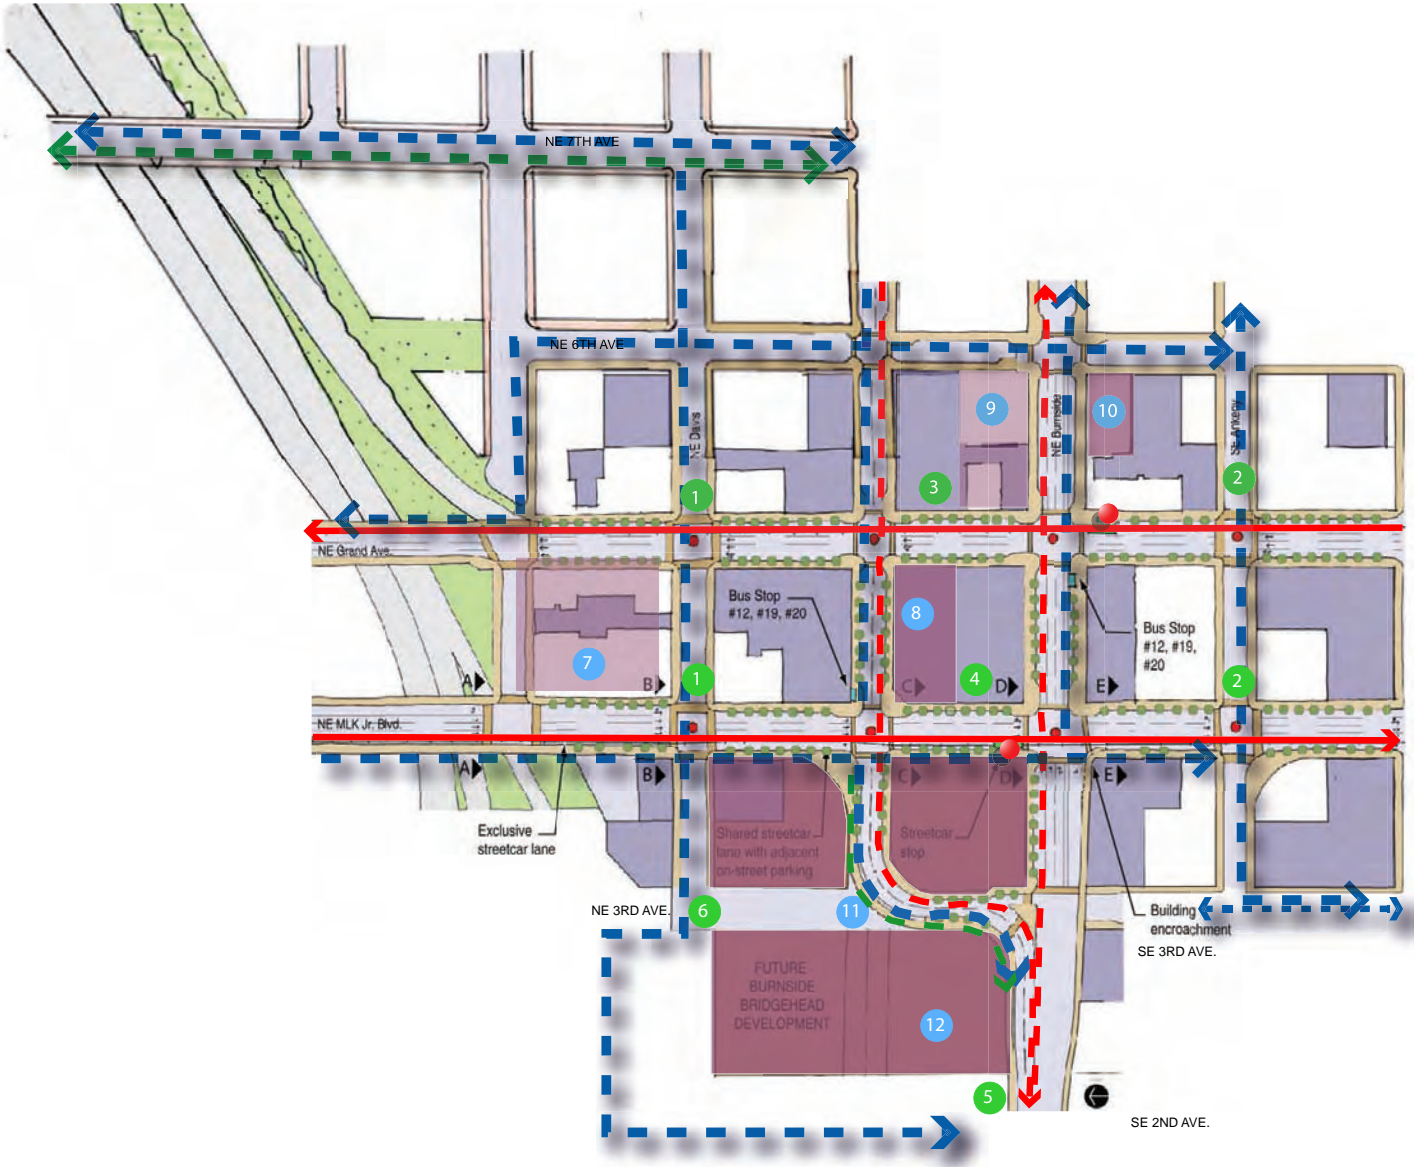 NE 7TH AVE
NE 6TH AVE
NE Davis
NE Burnside
SE Ankeny
9
10
3
1
2
NE Grand Ave.
Bus Stop
#12, #19, #20
8
Bus Stop
#12, #19,
#20
7
1
4
2
A
B
C
D
E
NE MLK Jr. Blvd.
A
B
C
D
E
Exclusive
streetcar lane
Shared streetcar
lane with adjacent
on-street parking
Streetcar
stop
NE 3RD AVE.
6
11
Building
encroachment
SE 3RD AVE.
FUTURE
BURNSIDE
BRIDGEHEAD
DEVELOPMENT
12
5
SE 2ND AVE.